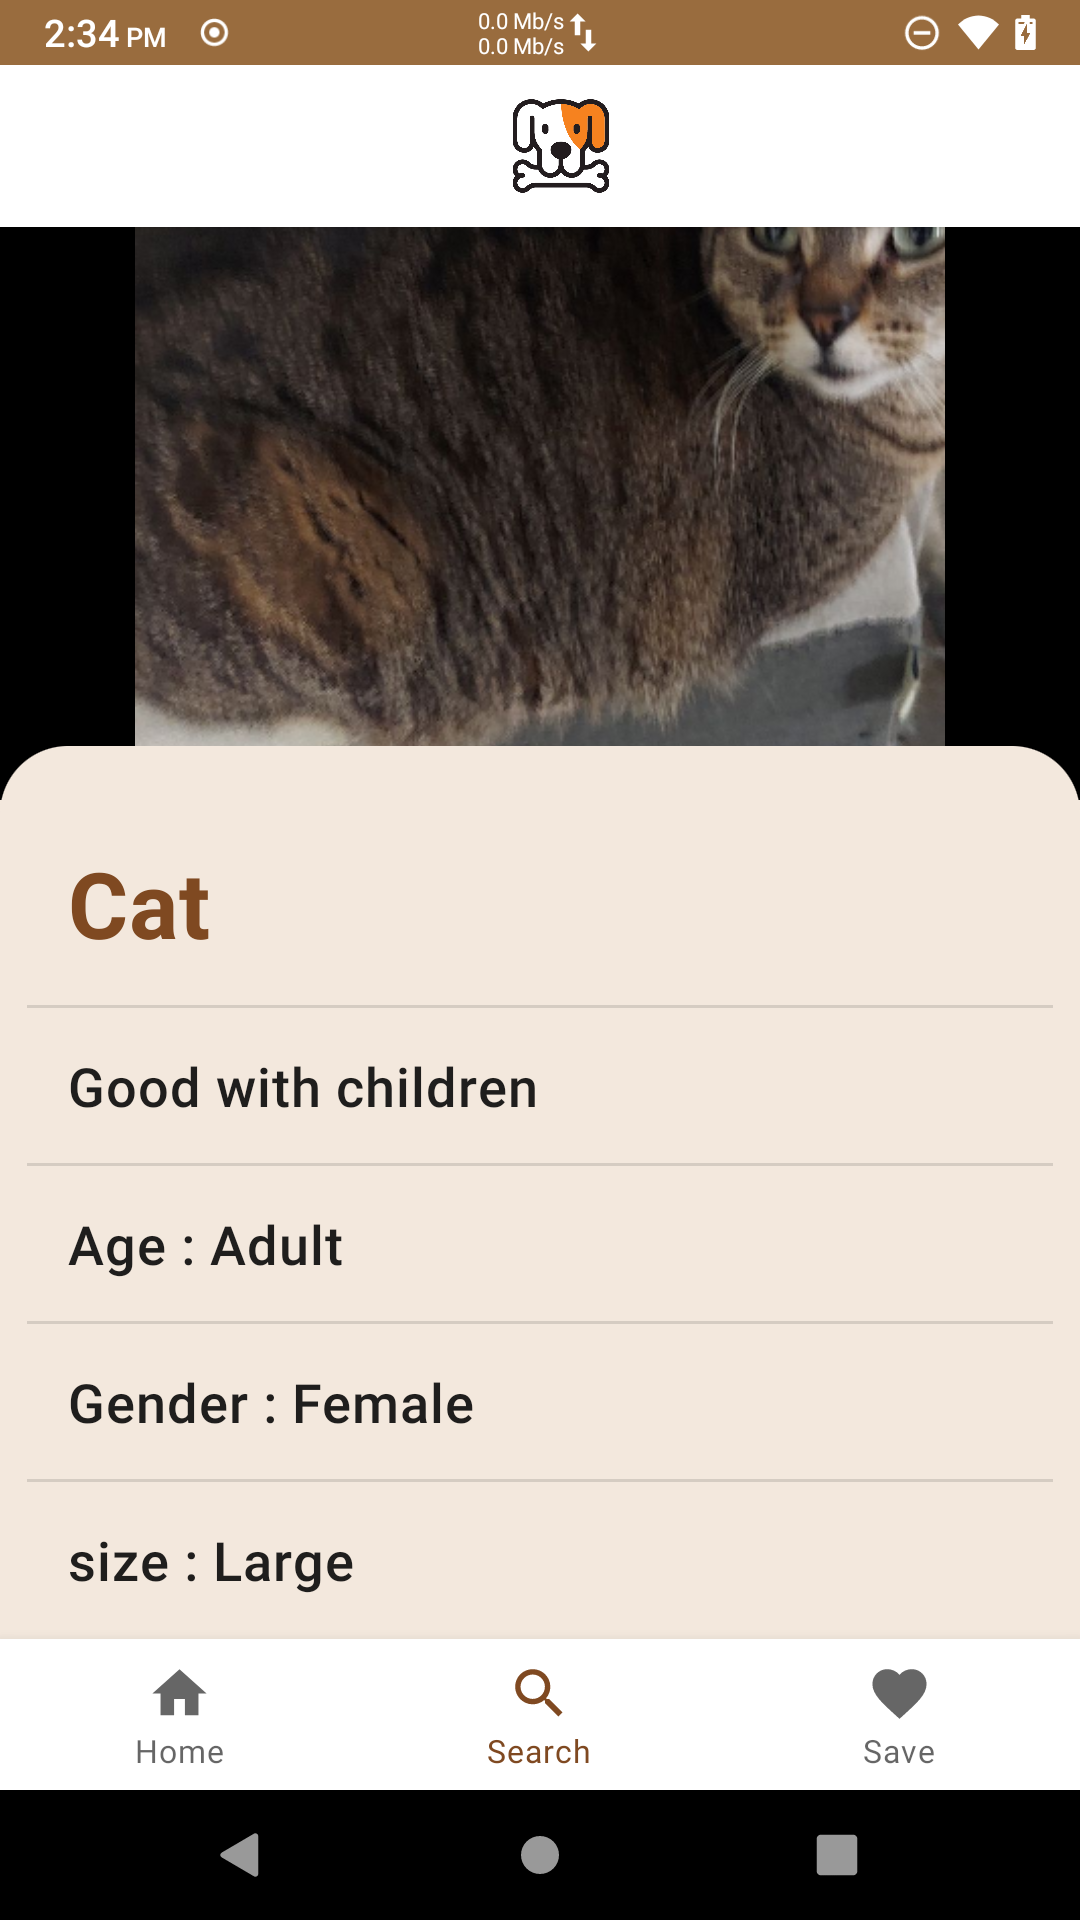 2:34 PM
0.0 Mb/s
0.0 Mb/s
Cat
Good with children
Age : Adult
Gender : Female
size : Large
Home
Search
Save